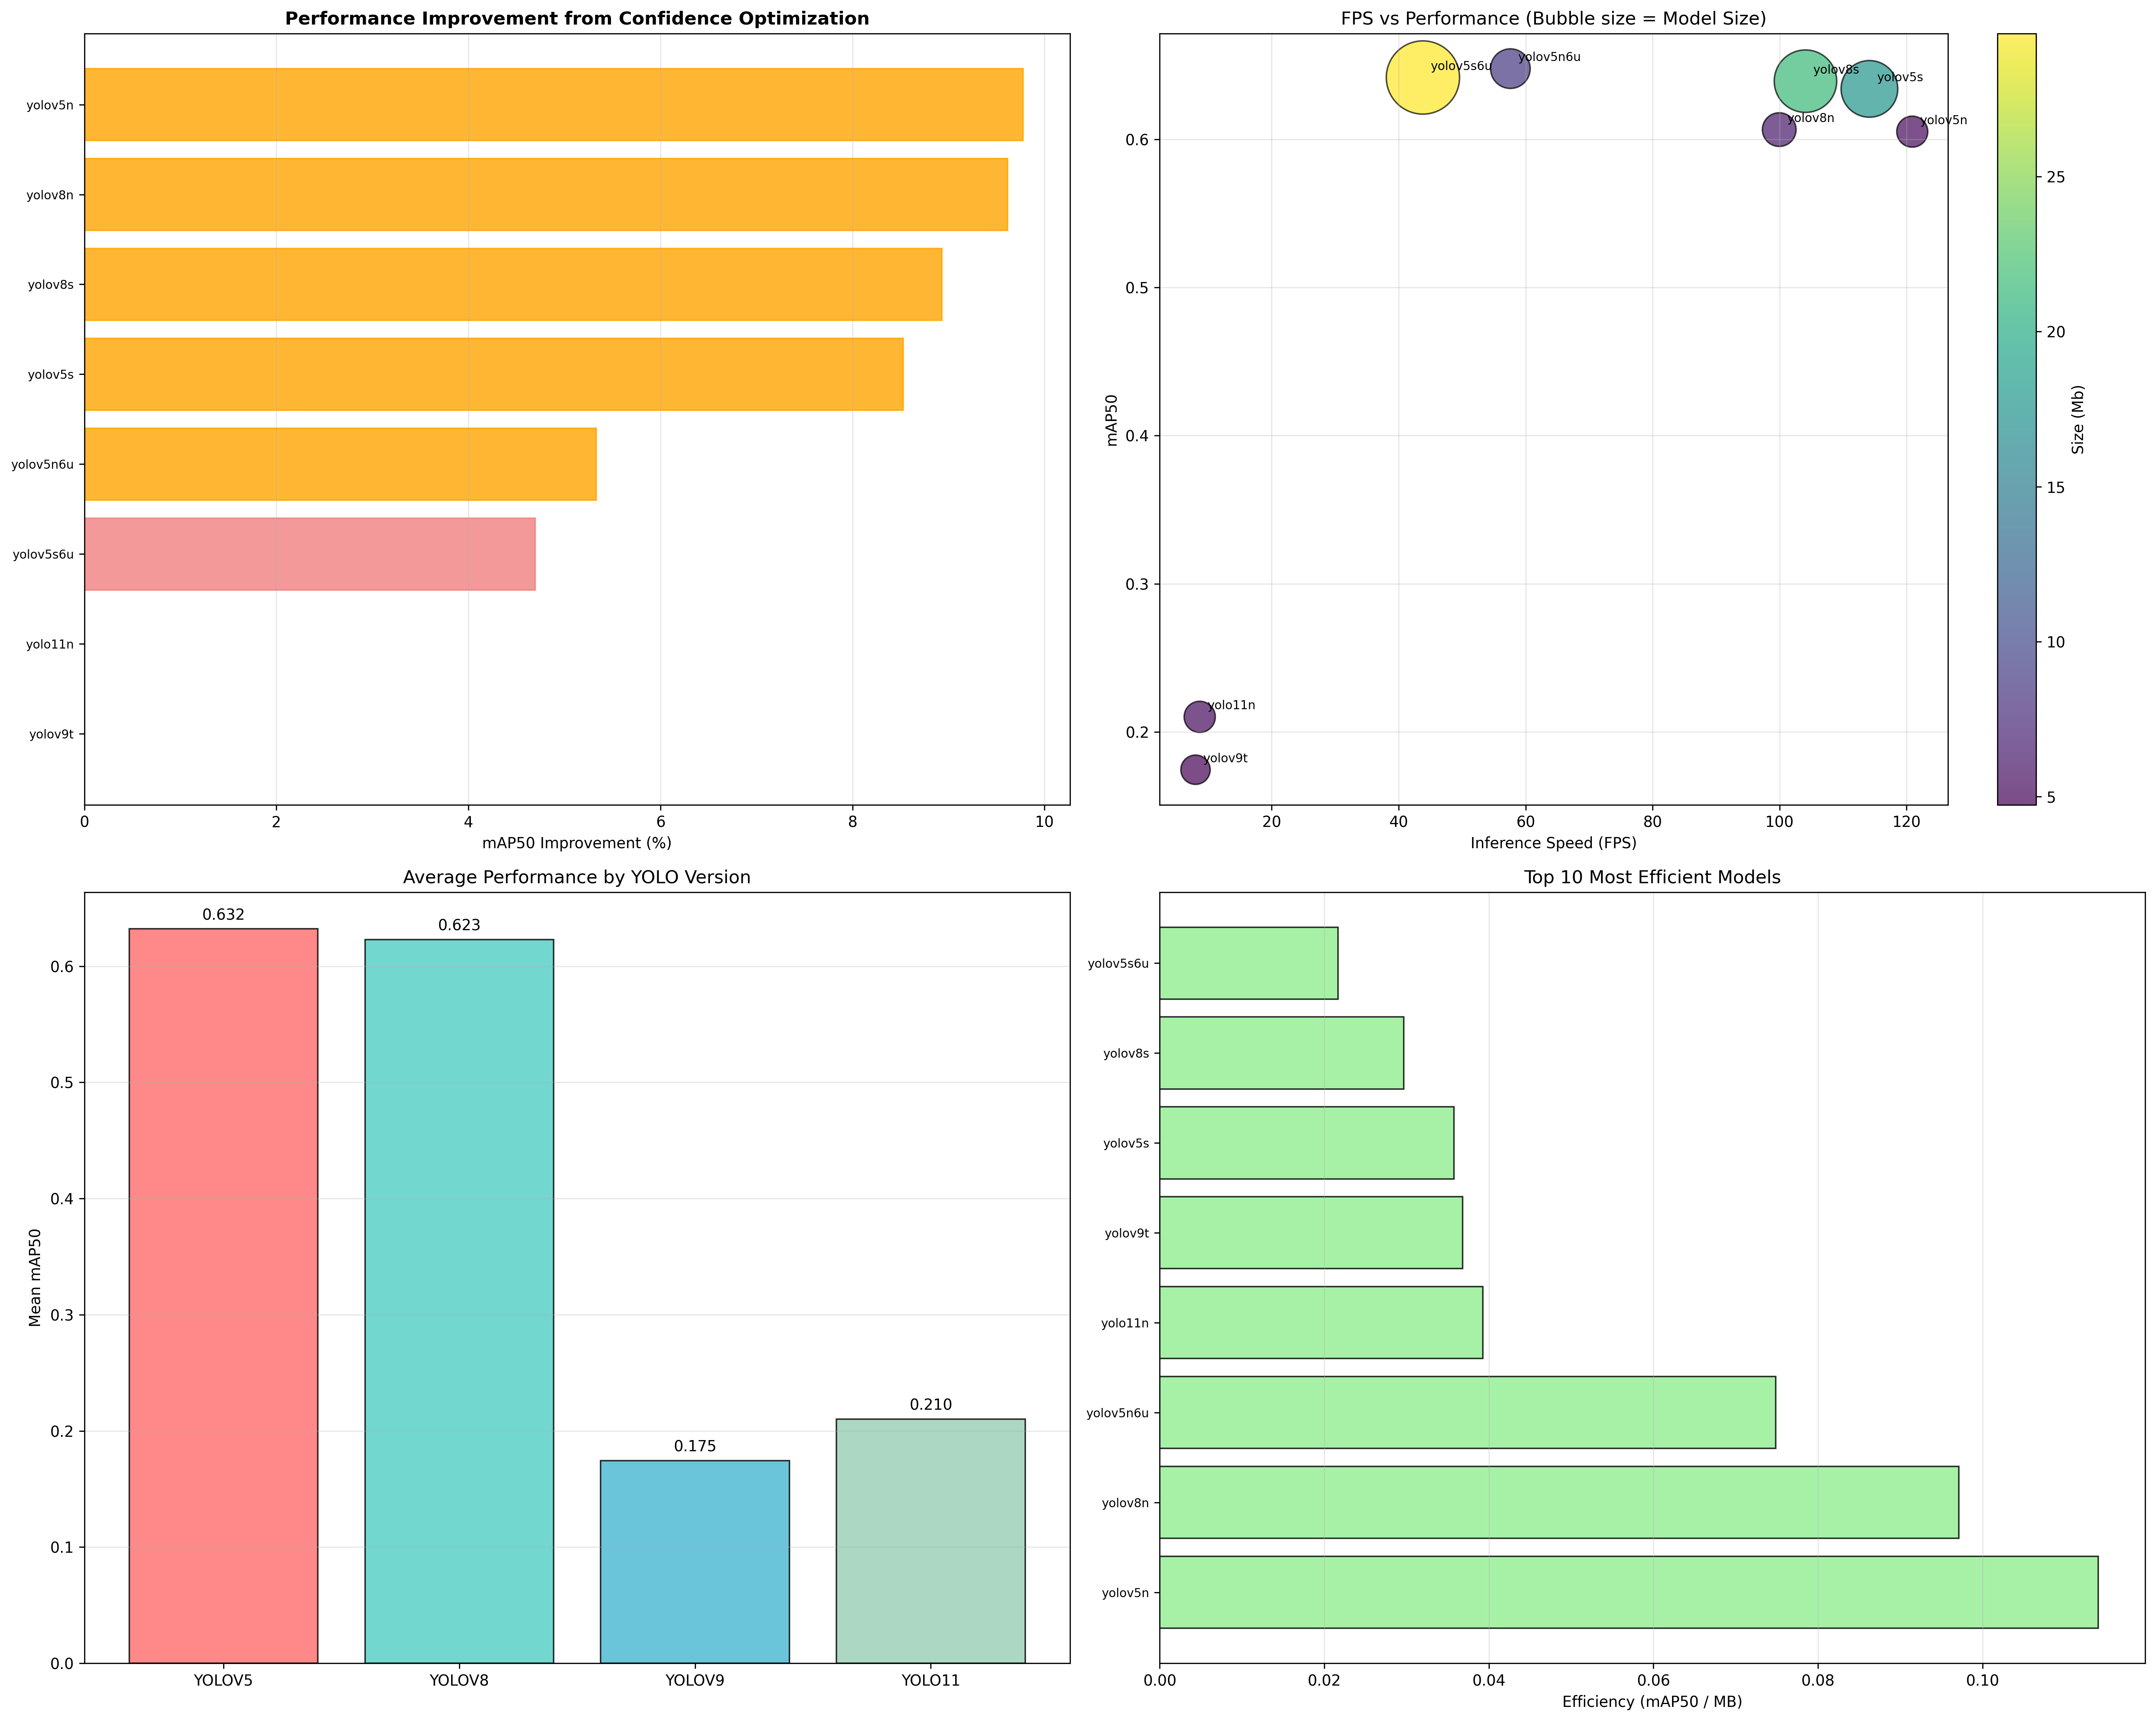 Performance Improvement from Confidence Optimization
yolov5n
yolov8n
yolov8s
yolov5s
yolov5n6u
yolov5s6u
yolo11n
yolov9t
0 2 4 6 8 10
mAP50 Improvement (%)
FPS vs Performance (Bubble size = Model Size)
mAP50
0.6
0.5
0.4
0.3
0.2
yolov5s6u
yolov5n6u
yolov8s
yolov5s
yolov8n
yolov5n
yolo11n
yolov9t
20 40 60 80 100 120
Inference Speed (FPS)
25
20
15
10
5
Size (Mb)
Average Performance by YOLO Version
Mean mAP50
0.6
0.5
0.4
0.3
0.2
0.1
0.0
0.632
0.623
0.175
0.210
YOLOV5 YOLOV8 YOLOV9 YOLO11
Top 10 Most Efficient Models
yolov5s6u
yolov8s
yolov5s
yolov9t
yolo11n
yolov5n6u
yolov8n
yolov5n
0.00 0.02 0.04 0.06 0.08 0.10
Efficiency (mAP50 / MB)